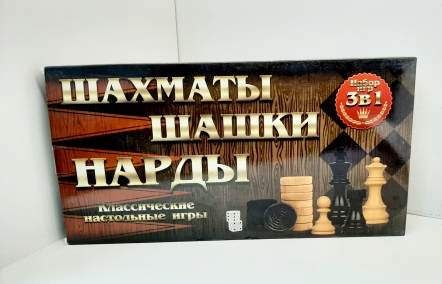 ШАХМАТЫ
ШАШКИ
НАРДЫ
Классические
настольные игры
Набор
игр
3в1